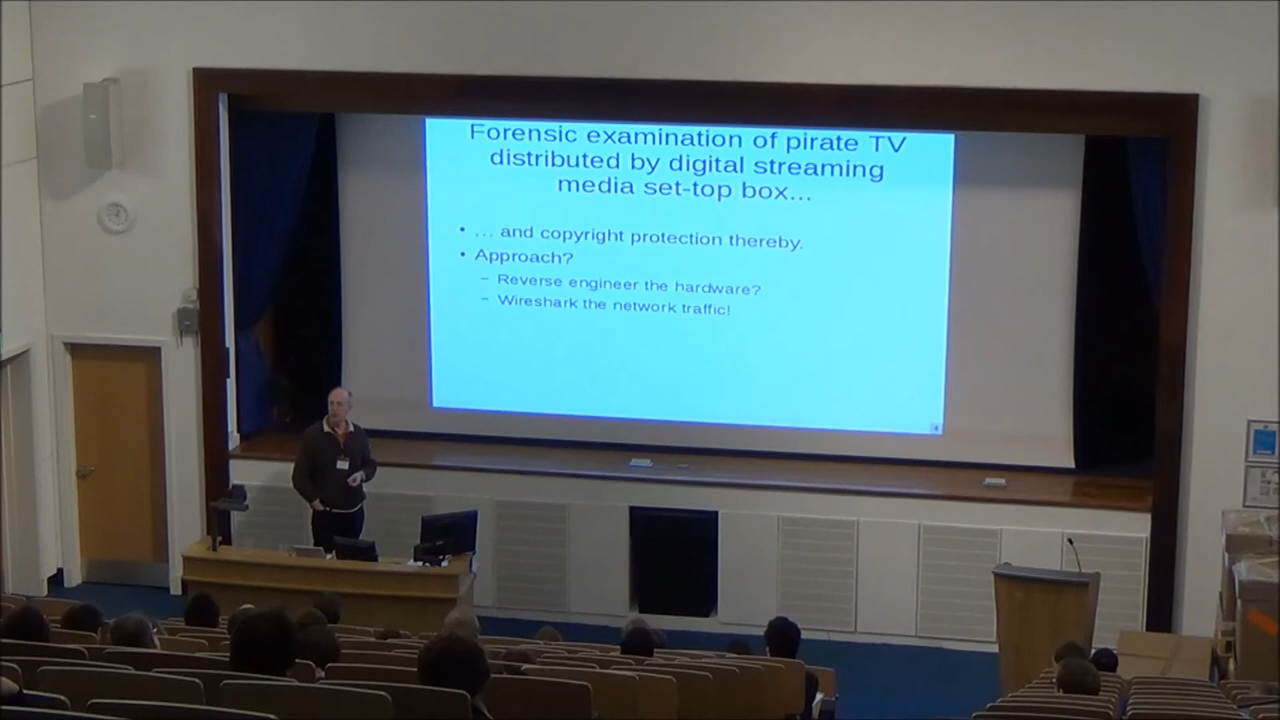 Forensic examination of pirate TV
distributed by digital streaming
media set-top box...
• ... and copyright protection thereby.
• Approach?
– Reverse engineer the hardware?
– Wireshark the network traffic!